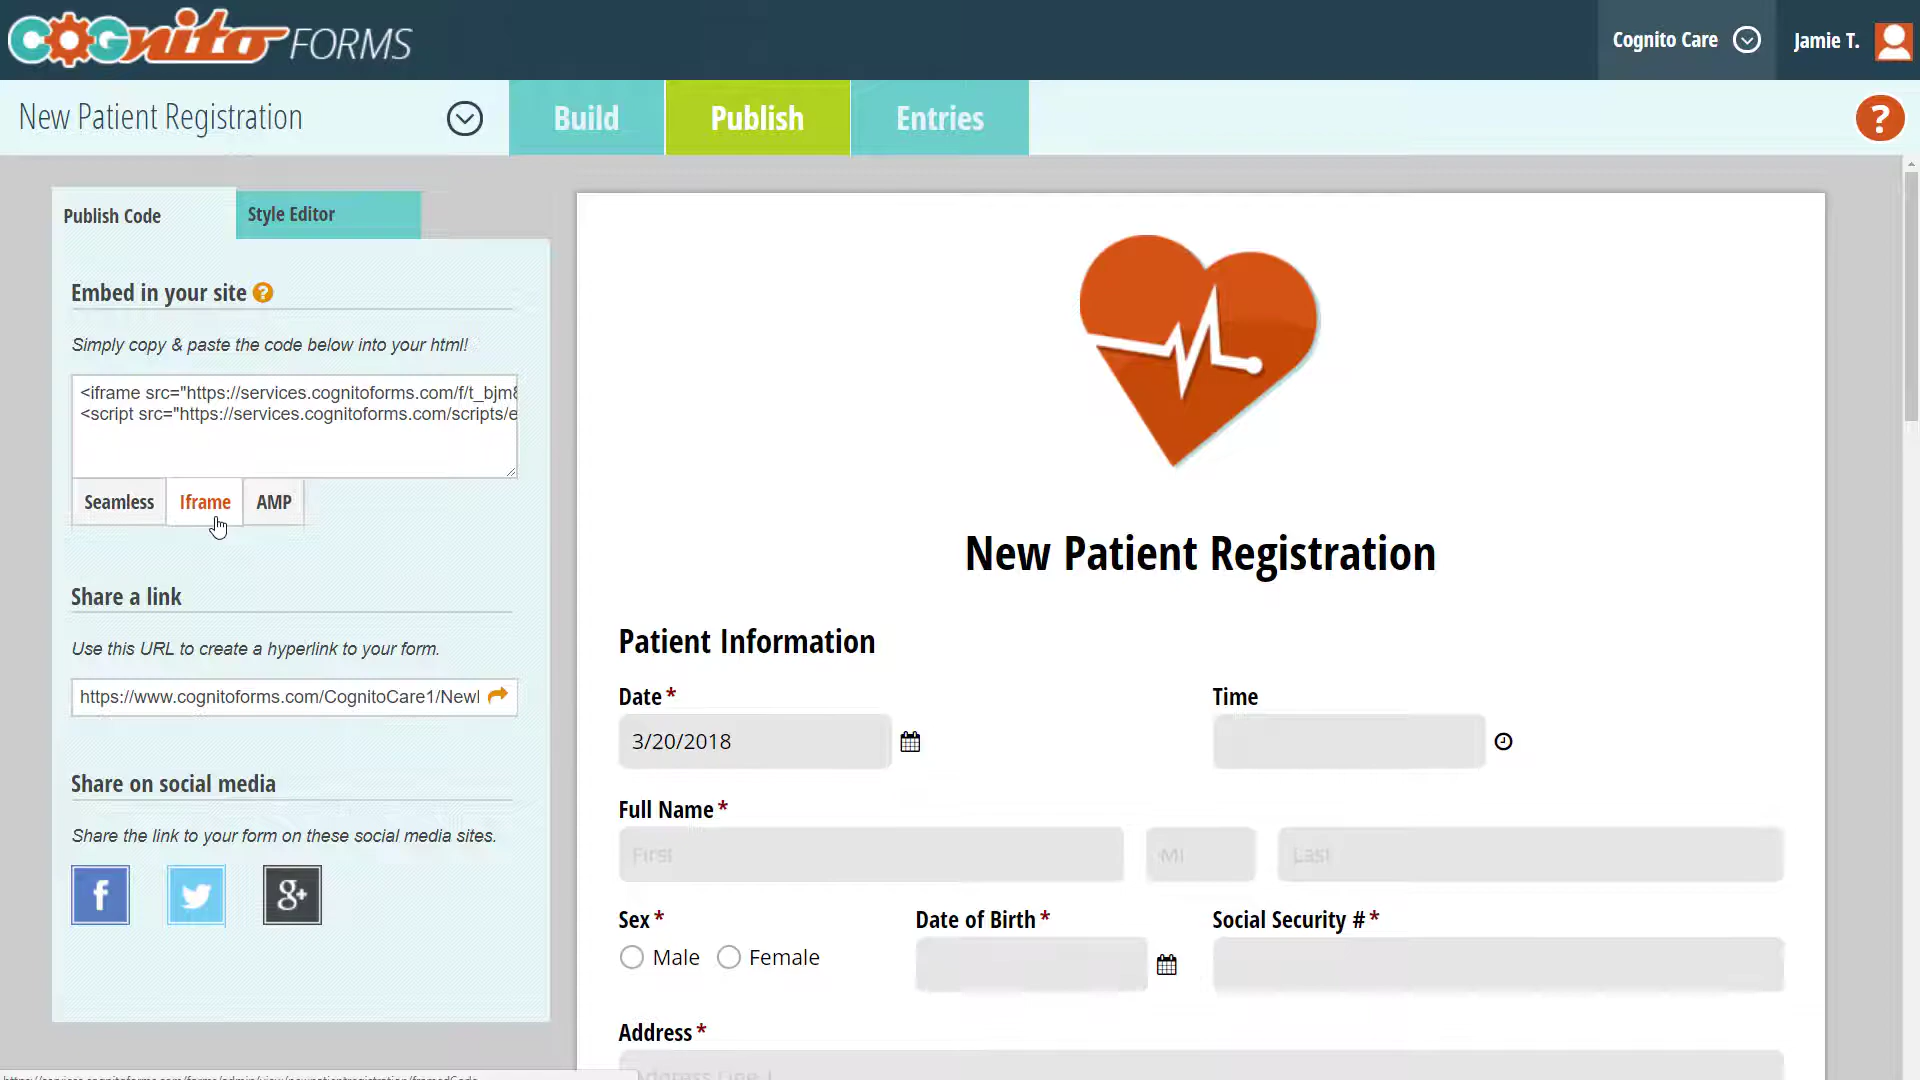 COGnito FORMS
Cognito Care
Jamie T.
New Patient Registration
Build
Publish
Entries
?
Publish Code
Style Editor
Embed in your site ?
Simply copy & paste the code below into your html!
<iframe src="https://services.cognitoforms.com/f/t_bjm
<script src="https://services.cognitoforms.com/scripts/e
Seamless
Iframe
AMP
Share a link
Use this URL to create a hyperlink to your form.
https://www.cognitoforms.com/CognitoCare1/New
Share on social media
Share the link to your form on these social media sites.
f
g+
New Patient Registration
Patient Information
Date *
Time
3/20/2018
Full Name *
First
MI
Last
Sex *
Date of Birth *
Social Security # *
Male
Female
Address *
Address Line 1